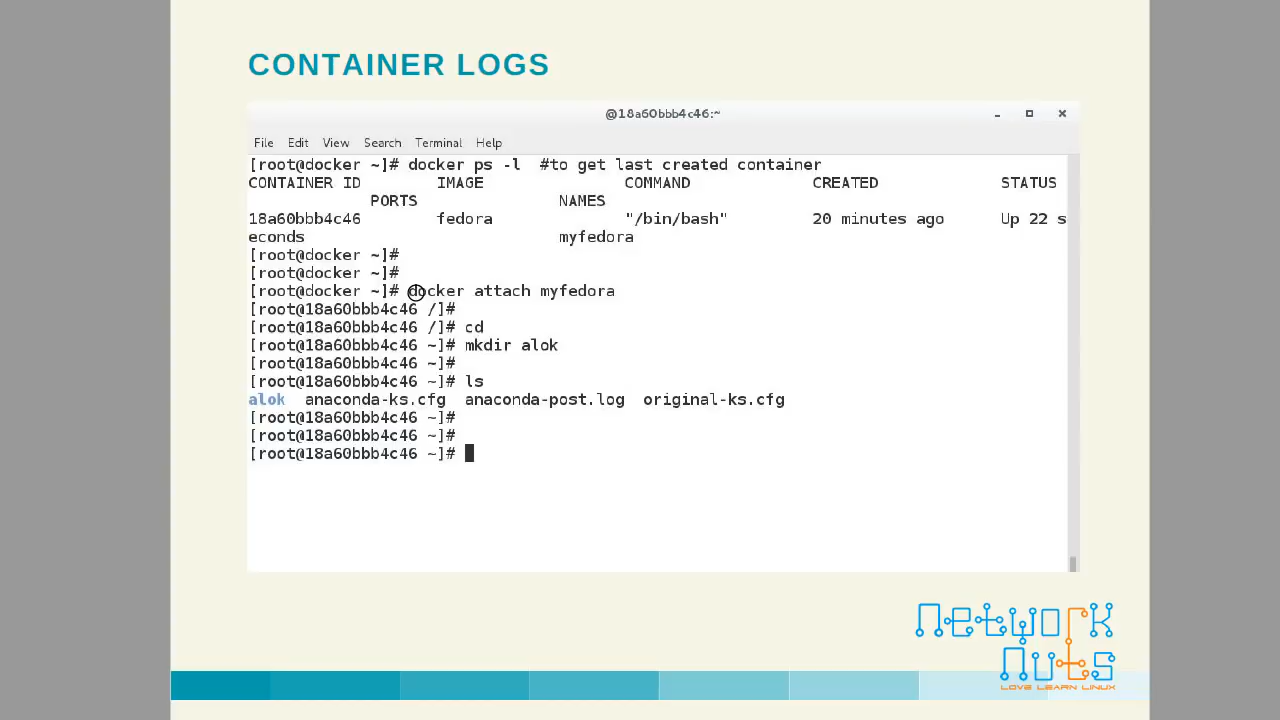 CONTAINER LOGS
@18a60bbb4c46:~
File Edit View Search Terminal Help
[root@docker ~]# docker ps -l  #to get last created container
CONTAINER ID        IMAGE               COMMAND             CREATED             STATUS
             PORTS               NAMES
18a60bbb4c46        fedora              "/bin/bash"         20 minutes ago      Up 22 s
econds                           myfedora
[root@docker ~]#
[root@docker ~]#
[root@docker ~]# docker attach myfedora
[root@18a60bbb4c46 /]#
[root@18a60bbb4c46 /]# cd
[root@18a60bbb4c46 ~]# mkdir alok
[root@18a60bbb4c46 ~]#
[root@18a60bbb4c46 ~]# ls
alok  anaconda-ks.cfg  anaconda-post.log  original-ks.cfg
[root@18a60bbb4c46 ~]#
[root@18a60bbb4c46 ~]#
[root@18a60bbb4c46 ~]#
network
nuts
LOVE LEARN LINUX